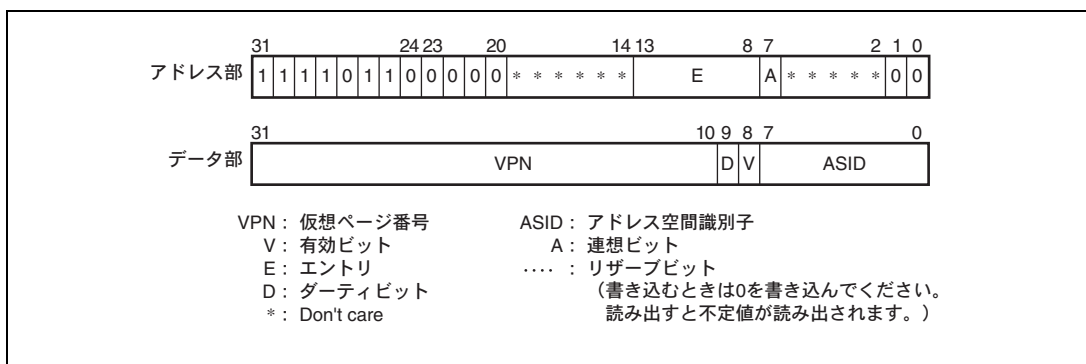 31 24 23 20 14 13 8 7 2 1 0
アドレス部 1 1 1 1 0 1 1 0 0 0 0 0 * * * * * * E A * * * * * 0 0
31 10 9 8 7 0
データ部 VPN D V ASID
VPN : 仮想ページ番号 ASID : アドレス空間識別子
V : 有効ビット A : 連想ビット
E : エントリ ‥‥ : リザーブビット
D : ダーティビット (書き込むときは0を書き込んでください。
* : Don't care 読み出すと不定値が読み出されます。)